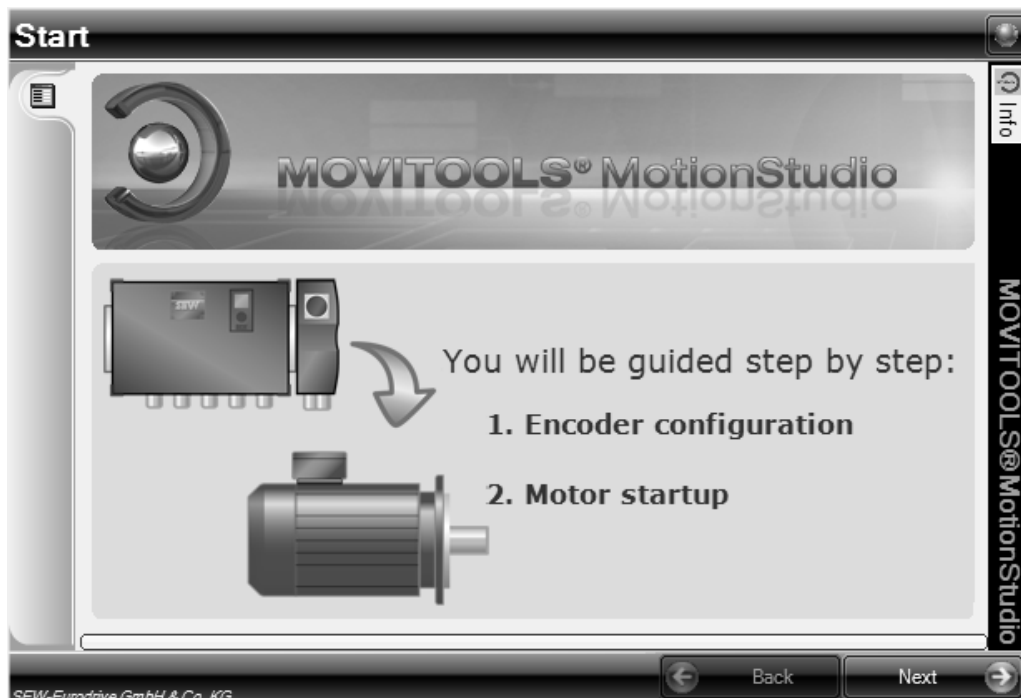 Start
Info
MOVITOOLS® MotionStudio
SEW
You will be guided step by step:
1. Encoder configuration
2. Motor startup
MOVITOOLS®MotionStudio
Back
Next
SEW-Eurodrive GmbH & Co. KG